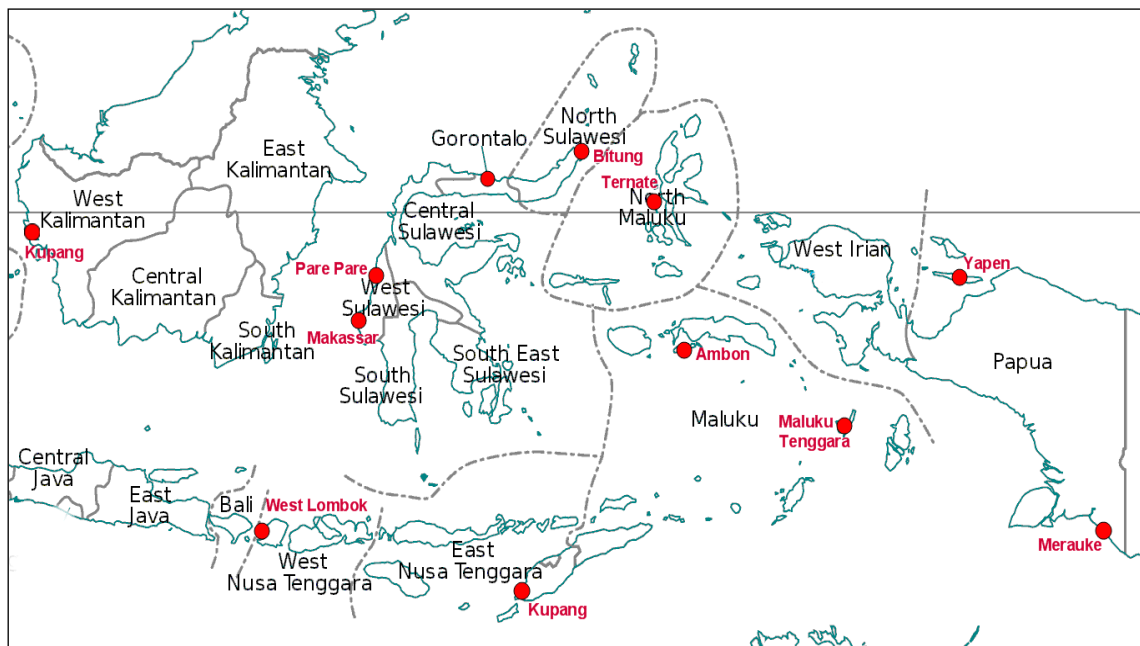 North
Sulawesi
Gorontalo
Bitung
East
Kalimantan
Ternate
West
Kalimantan
North
Maluku
Central
Sulawesi
Kupang
West Irian
Yapen
Pare Pare
Central
Kalimantan
West
Sulawesi
South
Kalimantan
Makassar
South East
Sulawesi
Ambon
Papua
South
Sulawesi
Maluku
Maluku
Tenggara
Central
Java
East
Java
Bali
West Lombok
West
Nusa Tenggara
East
Nusa Tenggara
Merauke
Kupang